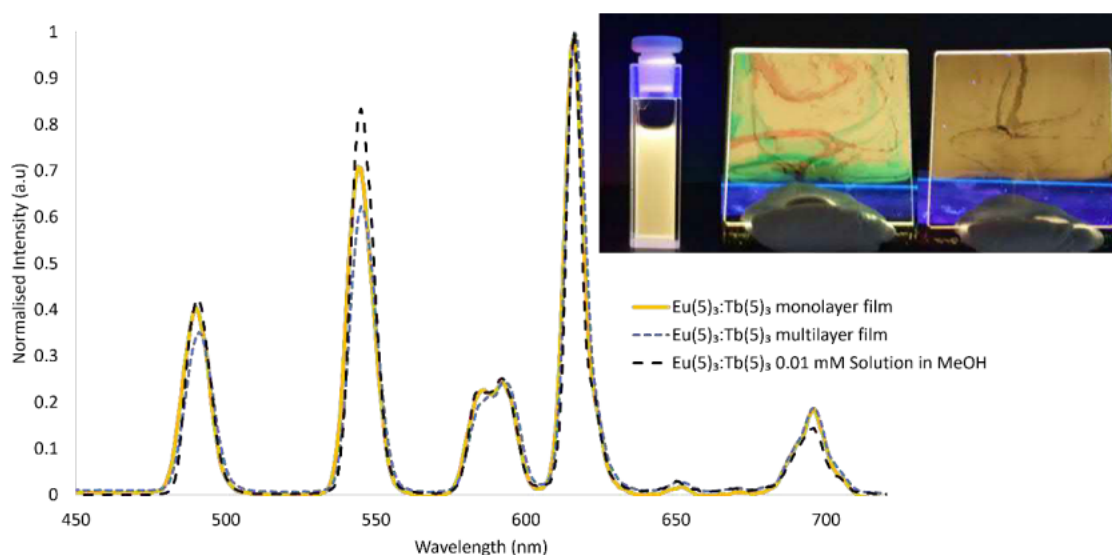 1
0.9
0.8
0.7
0.6
0.5
0.4
0.3
0.2
0.1
0
Normalised Intensity (a.u)
Eu(5)₃:Tb(5)₃ monolayer film
Eu(5)₃:Tb(5)₃ multilayer film
Eu(5)₃:Tb(5)₃ 0.01 mM Solution in MeOH
450 500 550 600 650 700
Wavelength (nm)